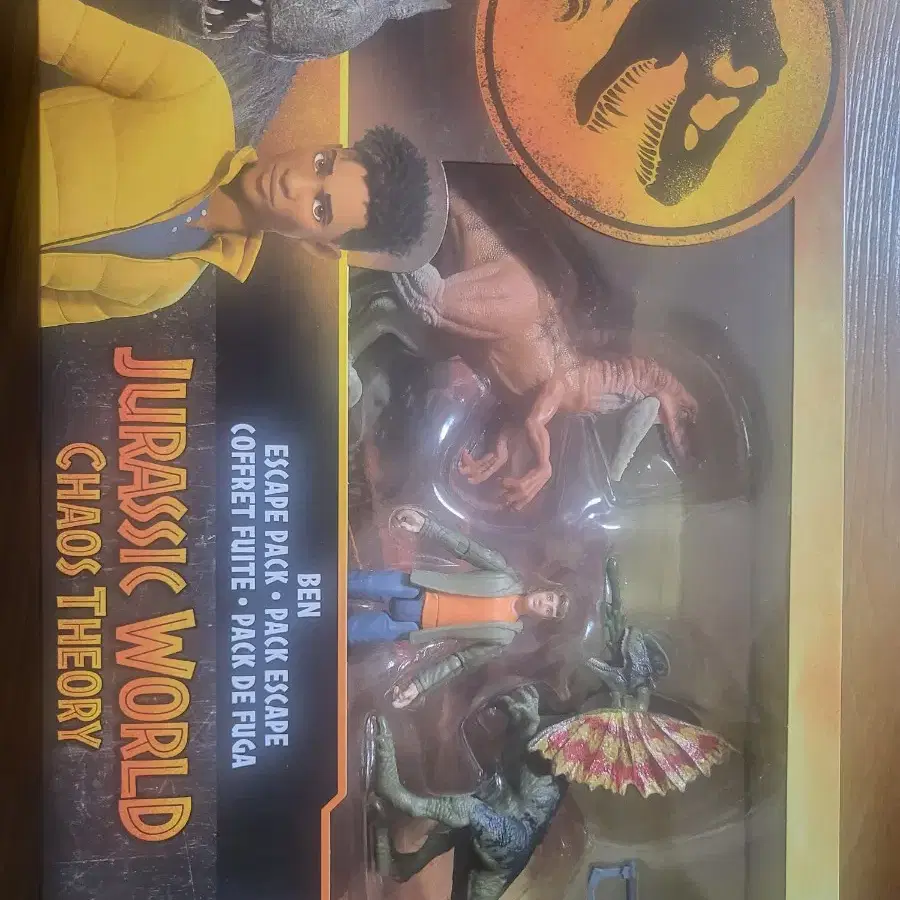 BEN
ESCAPE PACK • PACK ESCAPE
COFFRET FUITE • PACK DE FUGA
JURASSIC WORLD
CHAOS THEORY